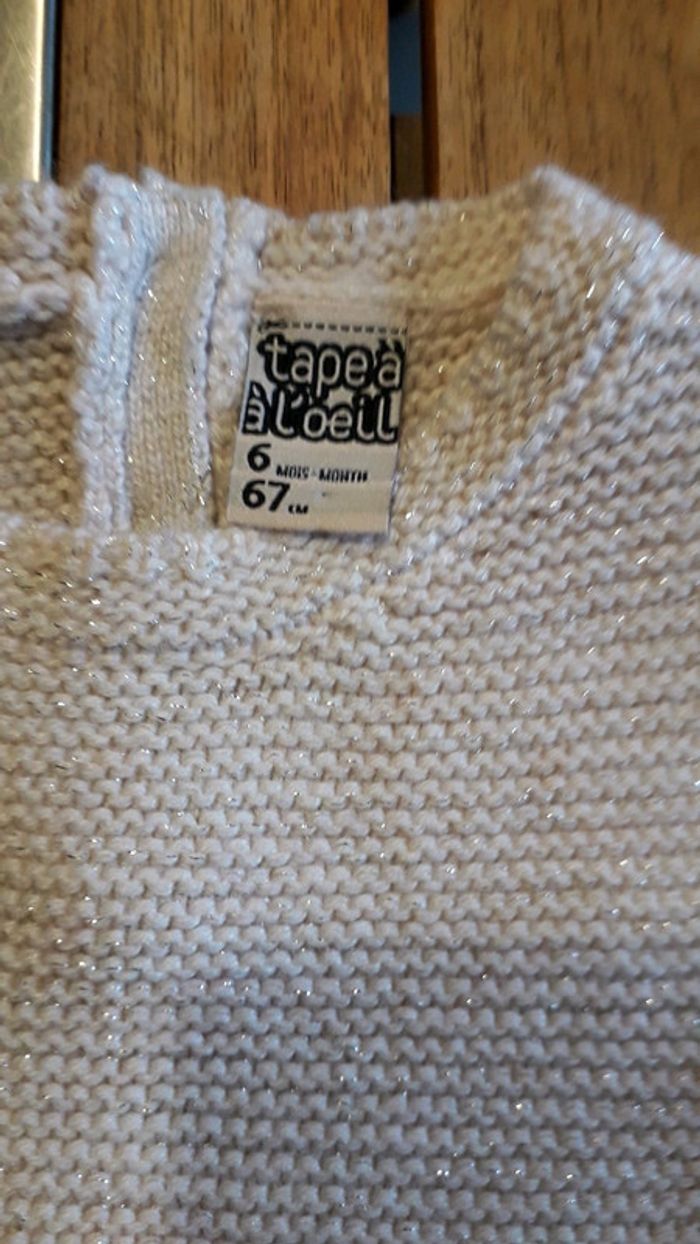 tape à
à l'oeil
6 MOIS - MONTH
67 CM